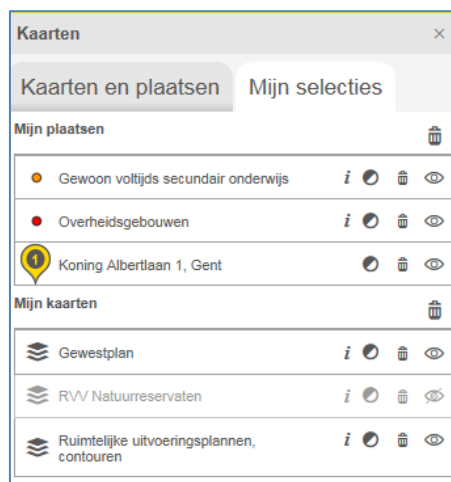 Kaarten
Kaarten en plaatsen Mijn selecties
Mijn plaatsen
Gewoon voltijds secundair onderwijs i
Overheidsgebouwen i
1 Koning Albertlaan 1, Gent
Mijn kaarten
Gewestplan i
RVV Natuurreservaten i
Ruimtelijke uitvoeringsplannen, i
contouren